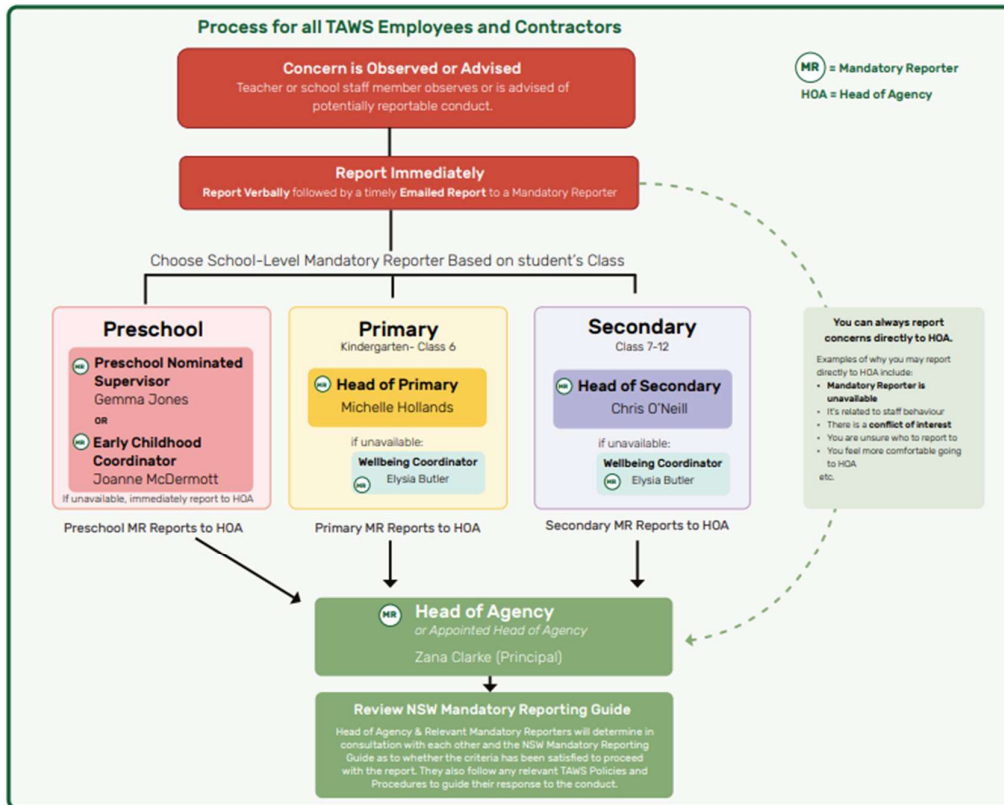 Process for all TAWS Employees and Contractors
MR = Mandatory Reporter
HOA = Head of Agency
Concern is Observed or Advised
Teacher or school staff member observes or is advised of
potentially reportable conduct.
Report Immediately
Report Verbally followed by a timely Emailed Report to a Mandatory Reporter
Choose School-Level Mandatory Reporter Based on student's Class
Preschool
MR Preschool Nominated
Supervisor
Gemma Jones
OR
MR Early Childhood
Coordinator
Joanne McDermott
If unavailable, immediately report to HOA
Preschool MR Reports to HOA
Primary
Kindergarten- Class 6
MR Head of Primary
Michelle Hollands
if unavailable:
Wellbeing Coordinator
MR Elysia Butler
Primary MR Reports to HOA
Secondary
Class 7-12
MR Head of Secondary
Chris O'Neill
if unavailable:
Wellbeing Coordinator
MR Elysia Butler
Secondary MR Reports to HOA
You can always report
concerns directly to HOA.
Examples of why you may report
directly to HOA include:
• Mandatory Reporter is
unavailable
• It's related to staff behaviour
• There is a conflict of interest
• You are unsure who to report to
• You feel more comfortable going
to HOA
etc.
MR Head of Agency
or Appointed Head of Agency
Zana Clarke (Principal)
Review NSW Mandatory Reporting Guide
Head of Agency & Relevant Mandatory Reporters will determine in
consultation with each other and the NSW Mandatory Reporting
Guide as to whether the criteria has been satisfied to proceed
with the report. They also follow any relevant TAWS Policies and
Procedures to guide their response to the conduct.